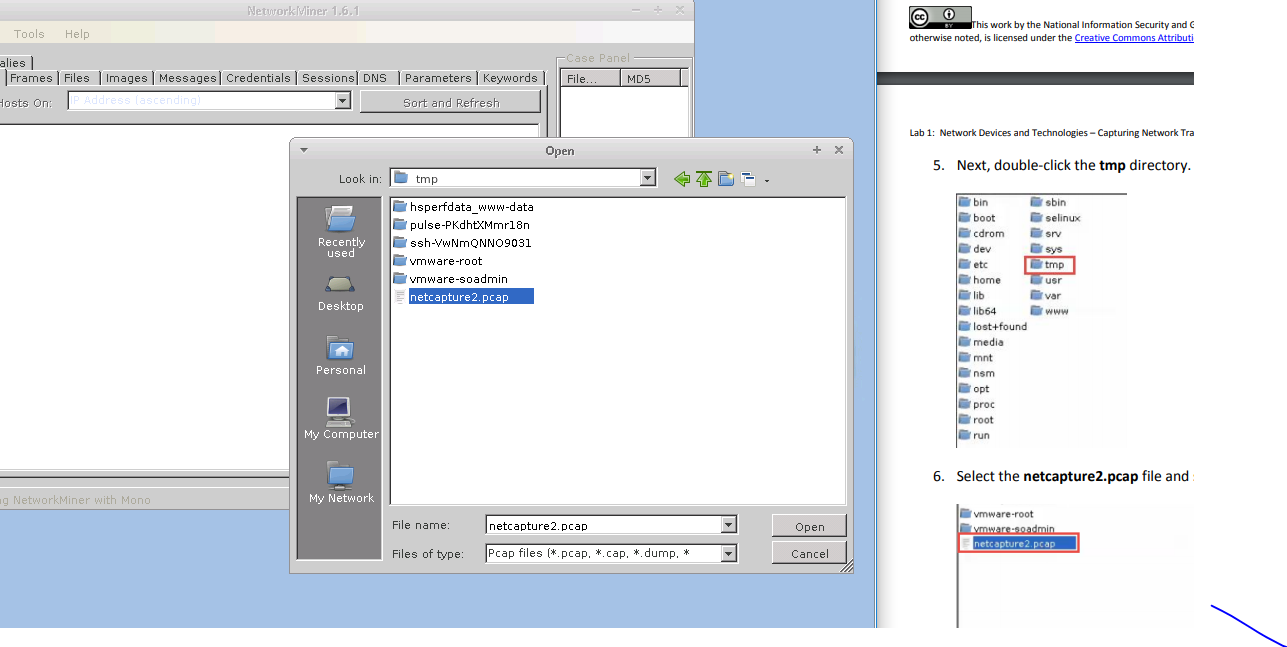 NetworkMiner 1.6.1
Tools Help
alies
Frames Files Images Messages Credentials Sessions DNS Parameters Keywords
Hosts On: IP Address (ascending) Sort and Refresh
Case Panel
File... MD5
Open
Look in: tmp
Recently used
Desktop
Personal
My Computer
My Network
hsperfdata_www-data
pulse-PKdhtXMmr18n
ssh-VwNmQNNO9031
vmware-root
vmware-soadmin
netcapture2.pcap
File name: netcapture2.pcap Open
Files of type: Pcap files (*.pcap, *.cap, *.dump, * Cancel
ng NetworkMiner with Mono
cc BY
This work by the National Information Security and G
otherwise noted, is licensed under the Creative Commons Attributi
Lab 1: Network Devices and Technologies – Capturing Network Tra
5. Next, double-click the tmp directory.
bin sbin
boot selinux
cdrom srv
dev sys
etc tmp
home usr
lib var
lib64 www
lost+found
media
mnt
nsm
opt
proc
root
run
6. Select the netcapture2.pcap file and
vmware-root
vmware-soadmin
netcapture2.pcap